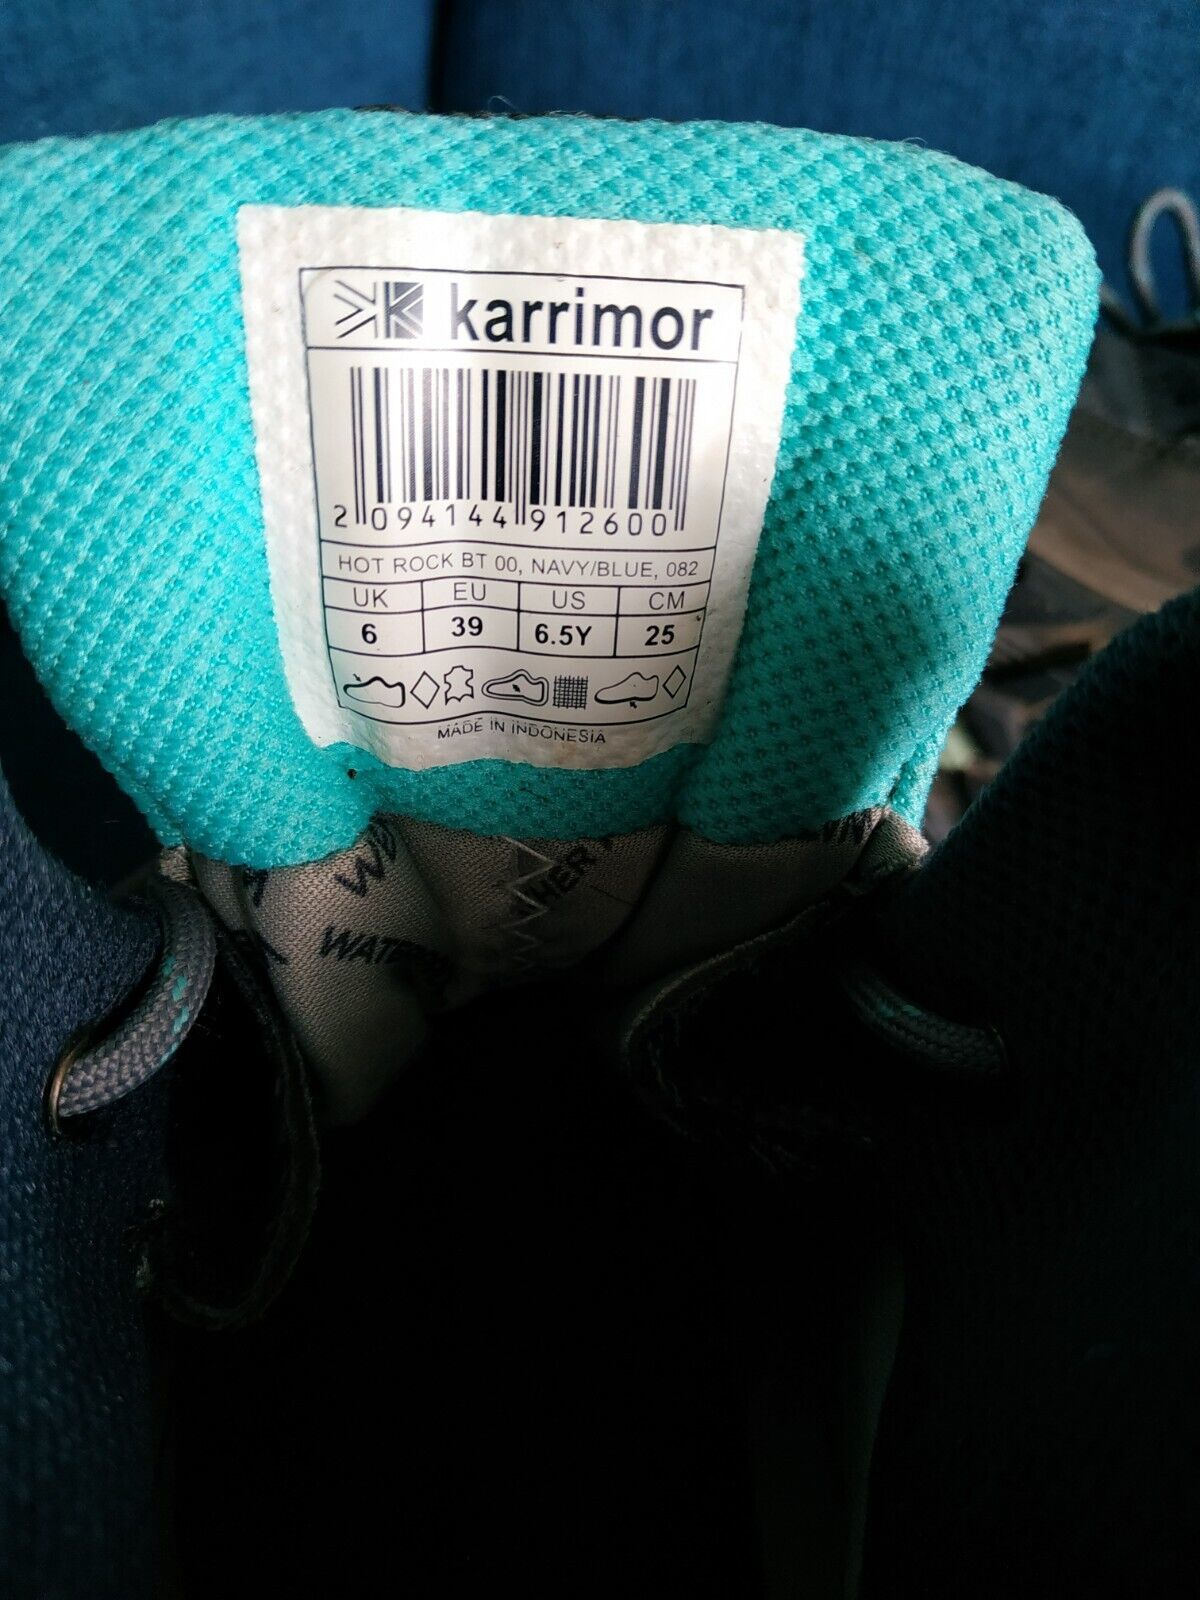 karrimor
2 094144 912600
HOT ROCK BT 00, NAVY/BLUE, 082
UK EU US CM
6 39 6.5Y 25
MADE IN INDONESIA